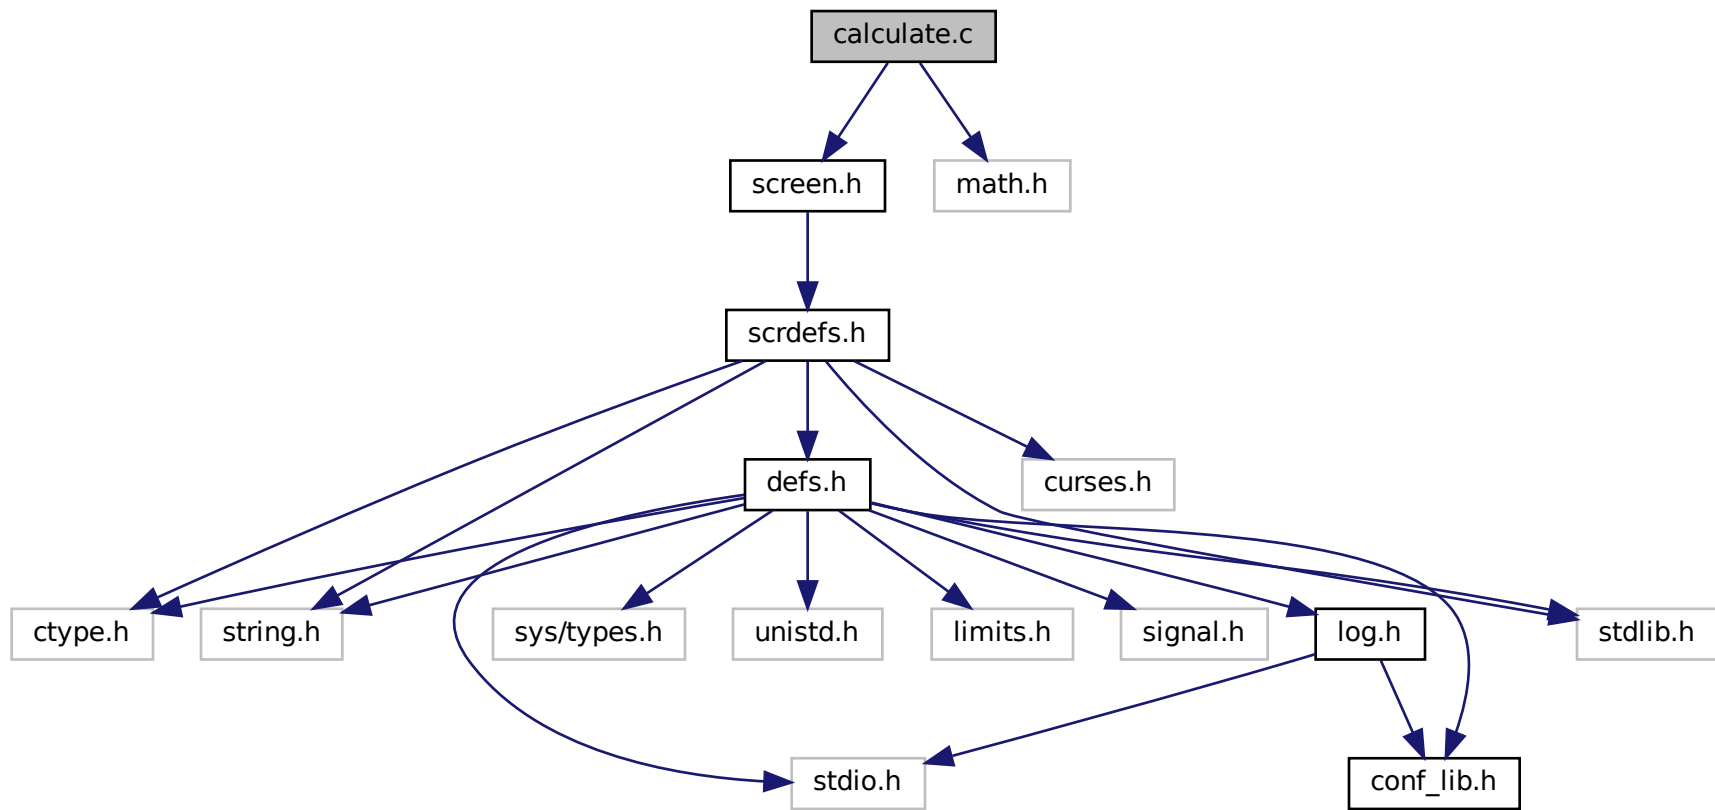 calculate.c
screen.h
math.h
scrdefs.h
defs.h
curses.h
ctype.h
string.h
sys/types.h
unistd.h
limits.h
signal.h
log.h
stdlib.h
stdio.h
conf_lib.h